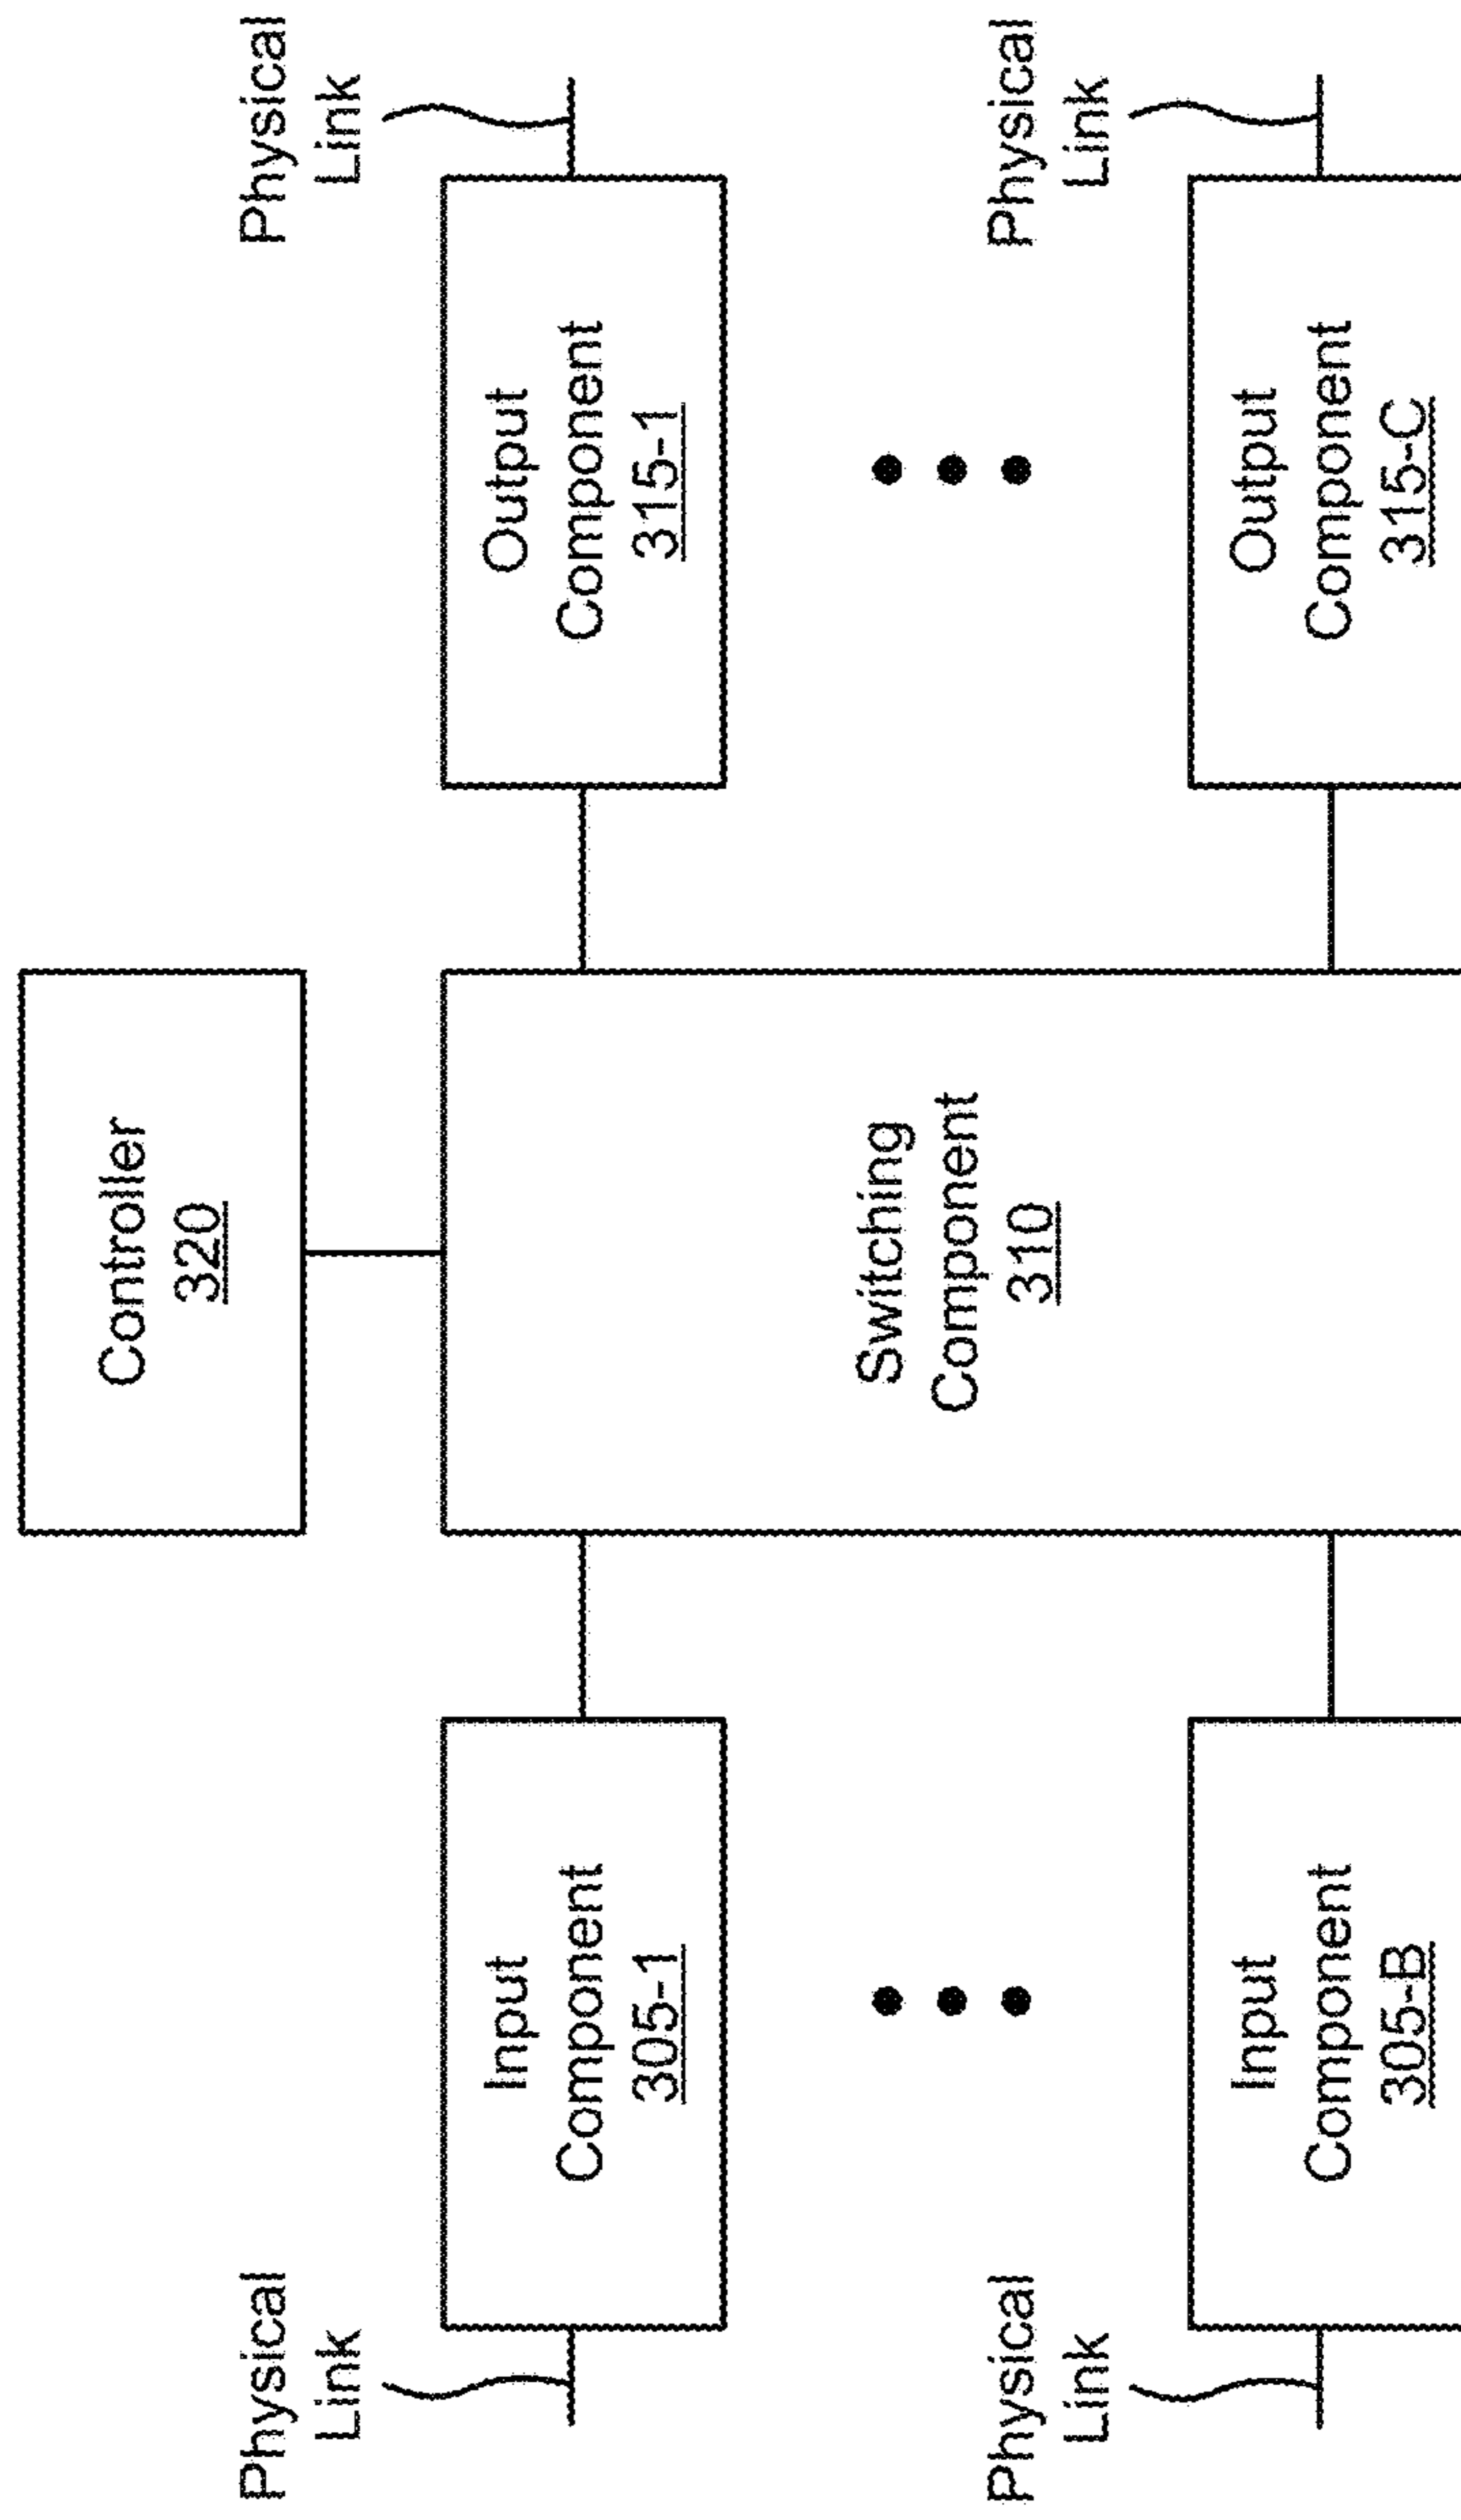 Controller
320
Physical
Link
Input
Component
305-1
Switching
Component
310
Output
Component
315-1
Physical
Link
Physical
Link
Input
Component
305-B
Output
Component
315-C
Physical
Link